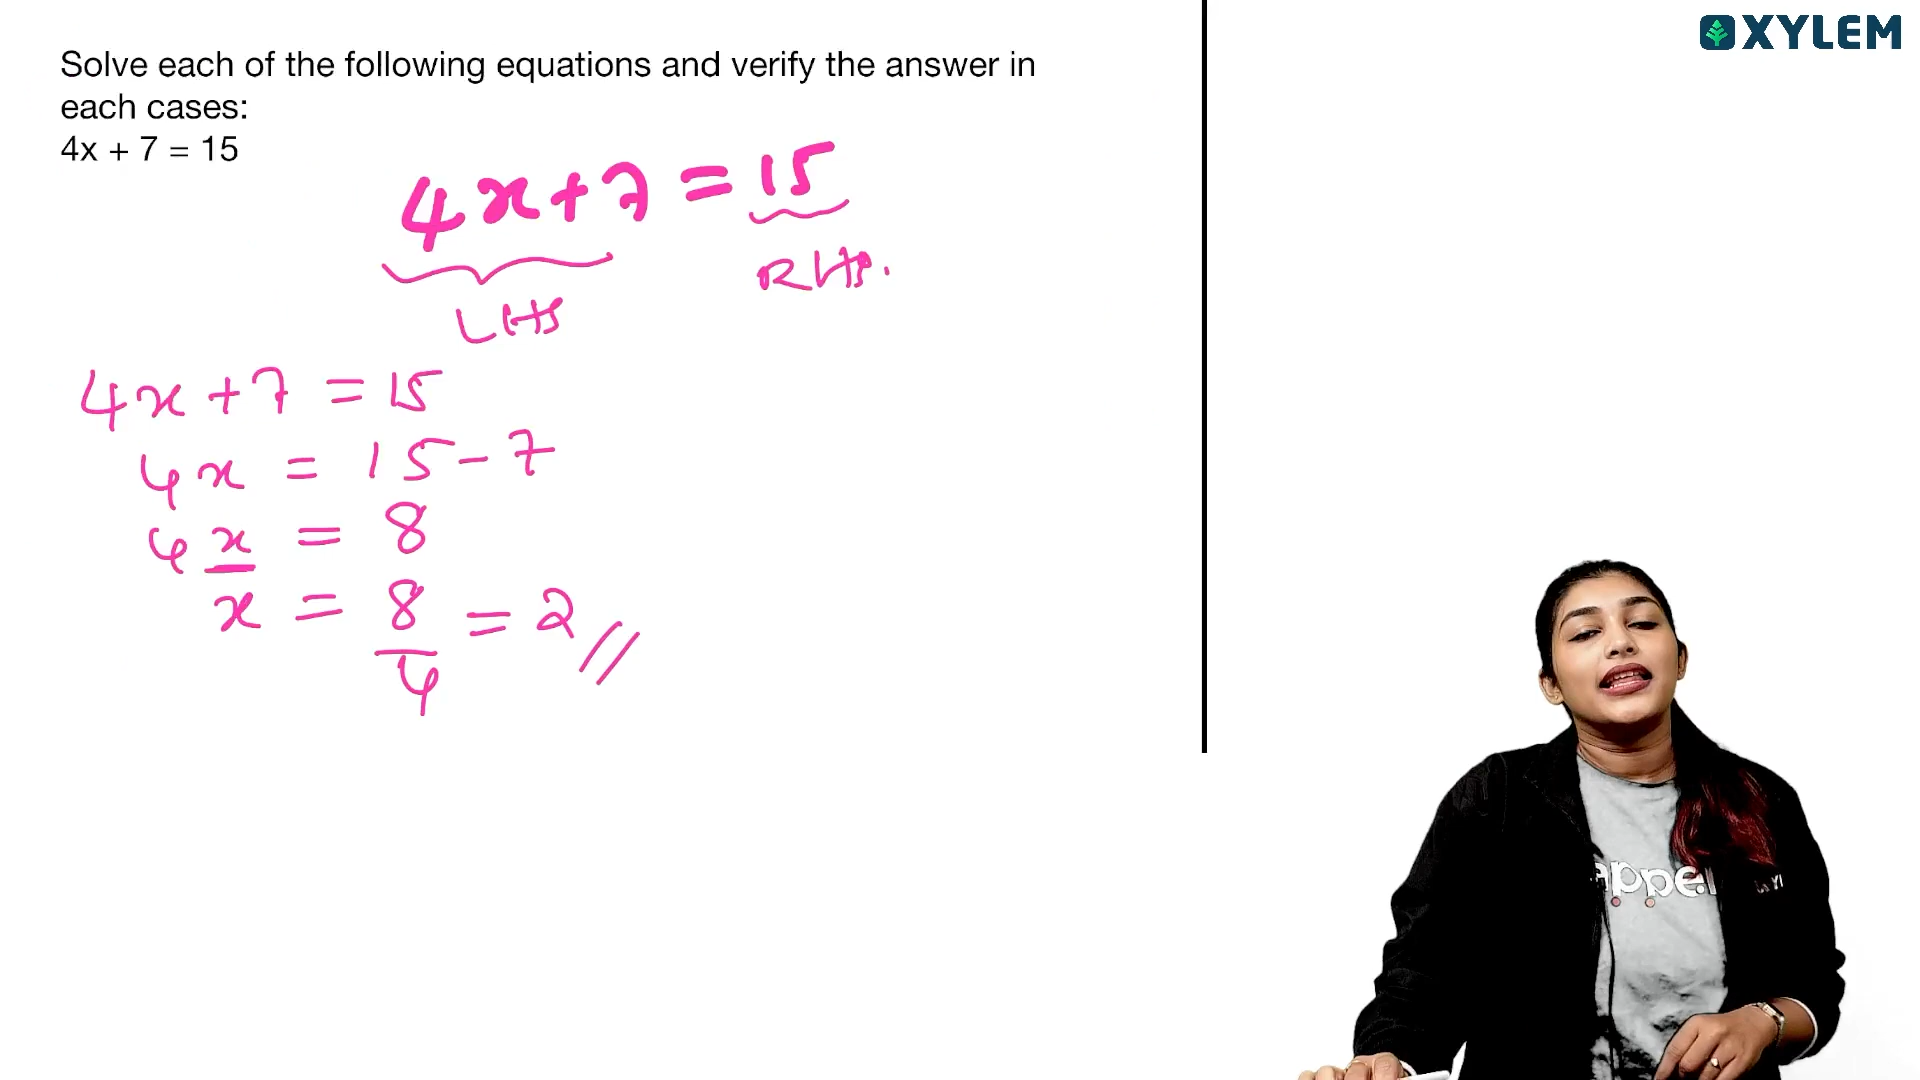 XYLEM
Solve each of the following equations and verify the answer in
each cases:
4x + 7 = 15
4x+7 = 15
LHS
RHS.
4x+7 = 15
4x = 15-7
4x = 8
x = 8/4 = 2 //
appe